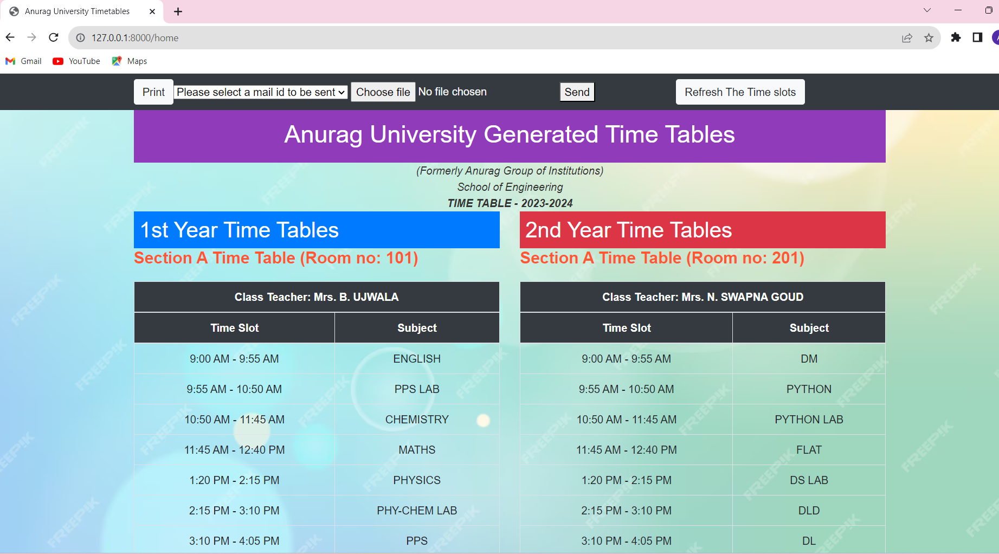 Anurag University Timetables
127.0.0.1:8000/home
Gmail YouTube Maps
Print Please select a mail id to be sent Choose file No file chosen Send Refresh The Time slots
Anurag University Generated Time Tables
(Formerly Anurag Group of Institutions)
School of Engineering
TIME TABLE - 2023-2024
1st Year Time Tables
Section A Time Table (Room no: 101)
Class Teacher: Mrs. B. UJWALA
Time Slot Subject
9:00 AM - 9:55 AM ENGLISH
9:55 AM - 10:50 AM PPS LAB
10:50 AM - 11:45 AM CHEMISTRY
11:45 AM - 12:40 PM MATHS
1:20 PM - 2:15 PM PHYSICS
2:15 PM - 3:10 PM PHY-CHEM LAB
3:10 PM - 4:05 PM PPS
2nd Year Time Tables
Section A Time Table (Room no: 201)
Class Teacher: Mrs. N. SWAPNA GOUD
Time Slot Subject
9:00 AM - 9:55 AM DM
9:55 AM - 10:50 AM PYTHON
10:50 AM - 11:45 AM PYTHON LAB
11:45 AM - 12:40 PM FLAT
1:20 PM - 2:15 PM DS LAB
2:15 PM - 3:10 PM DLD
3:10 PM - 4:05 PM DL
FREEPIK